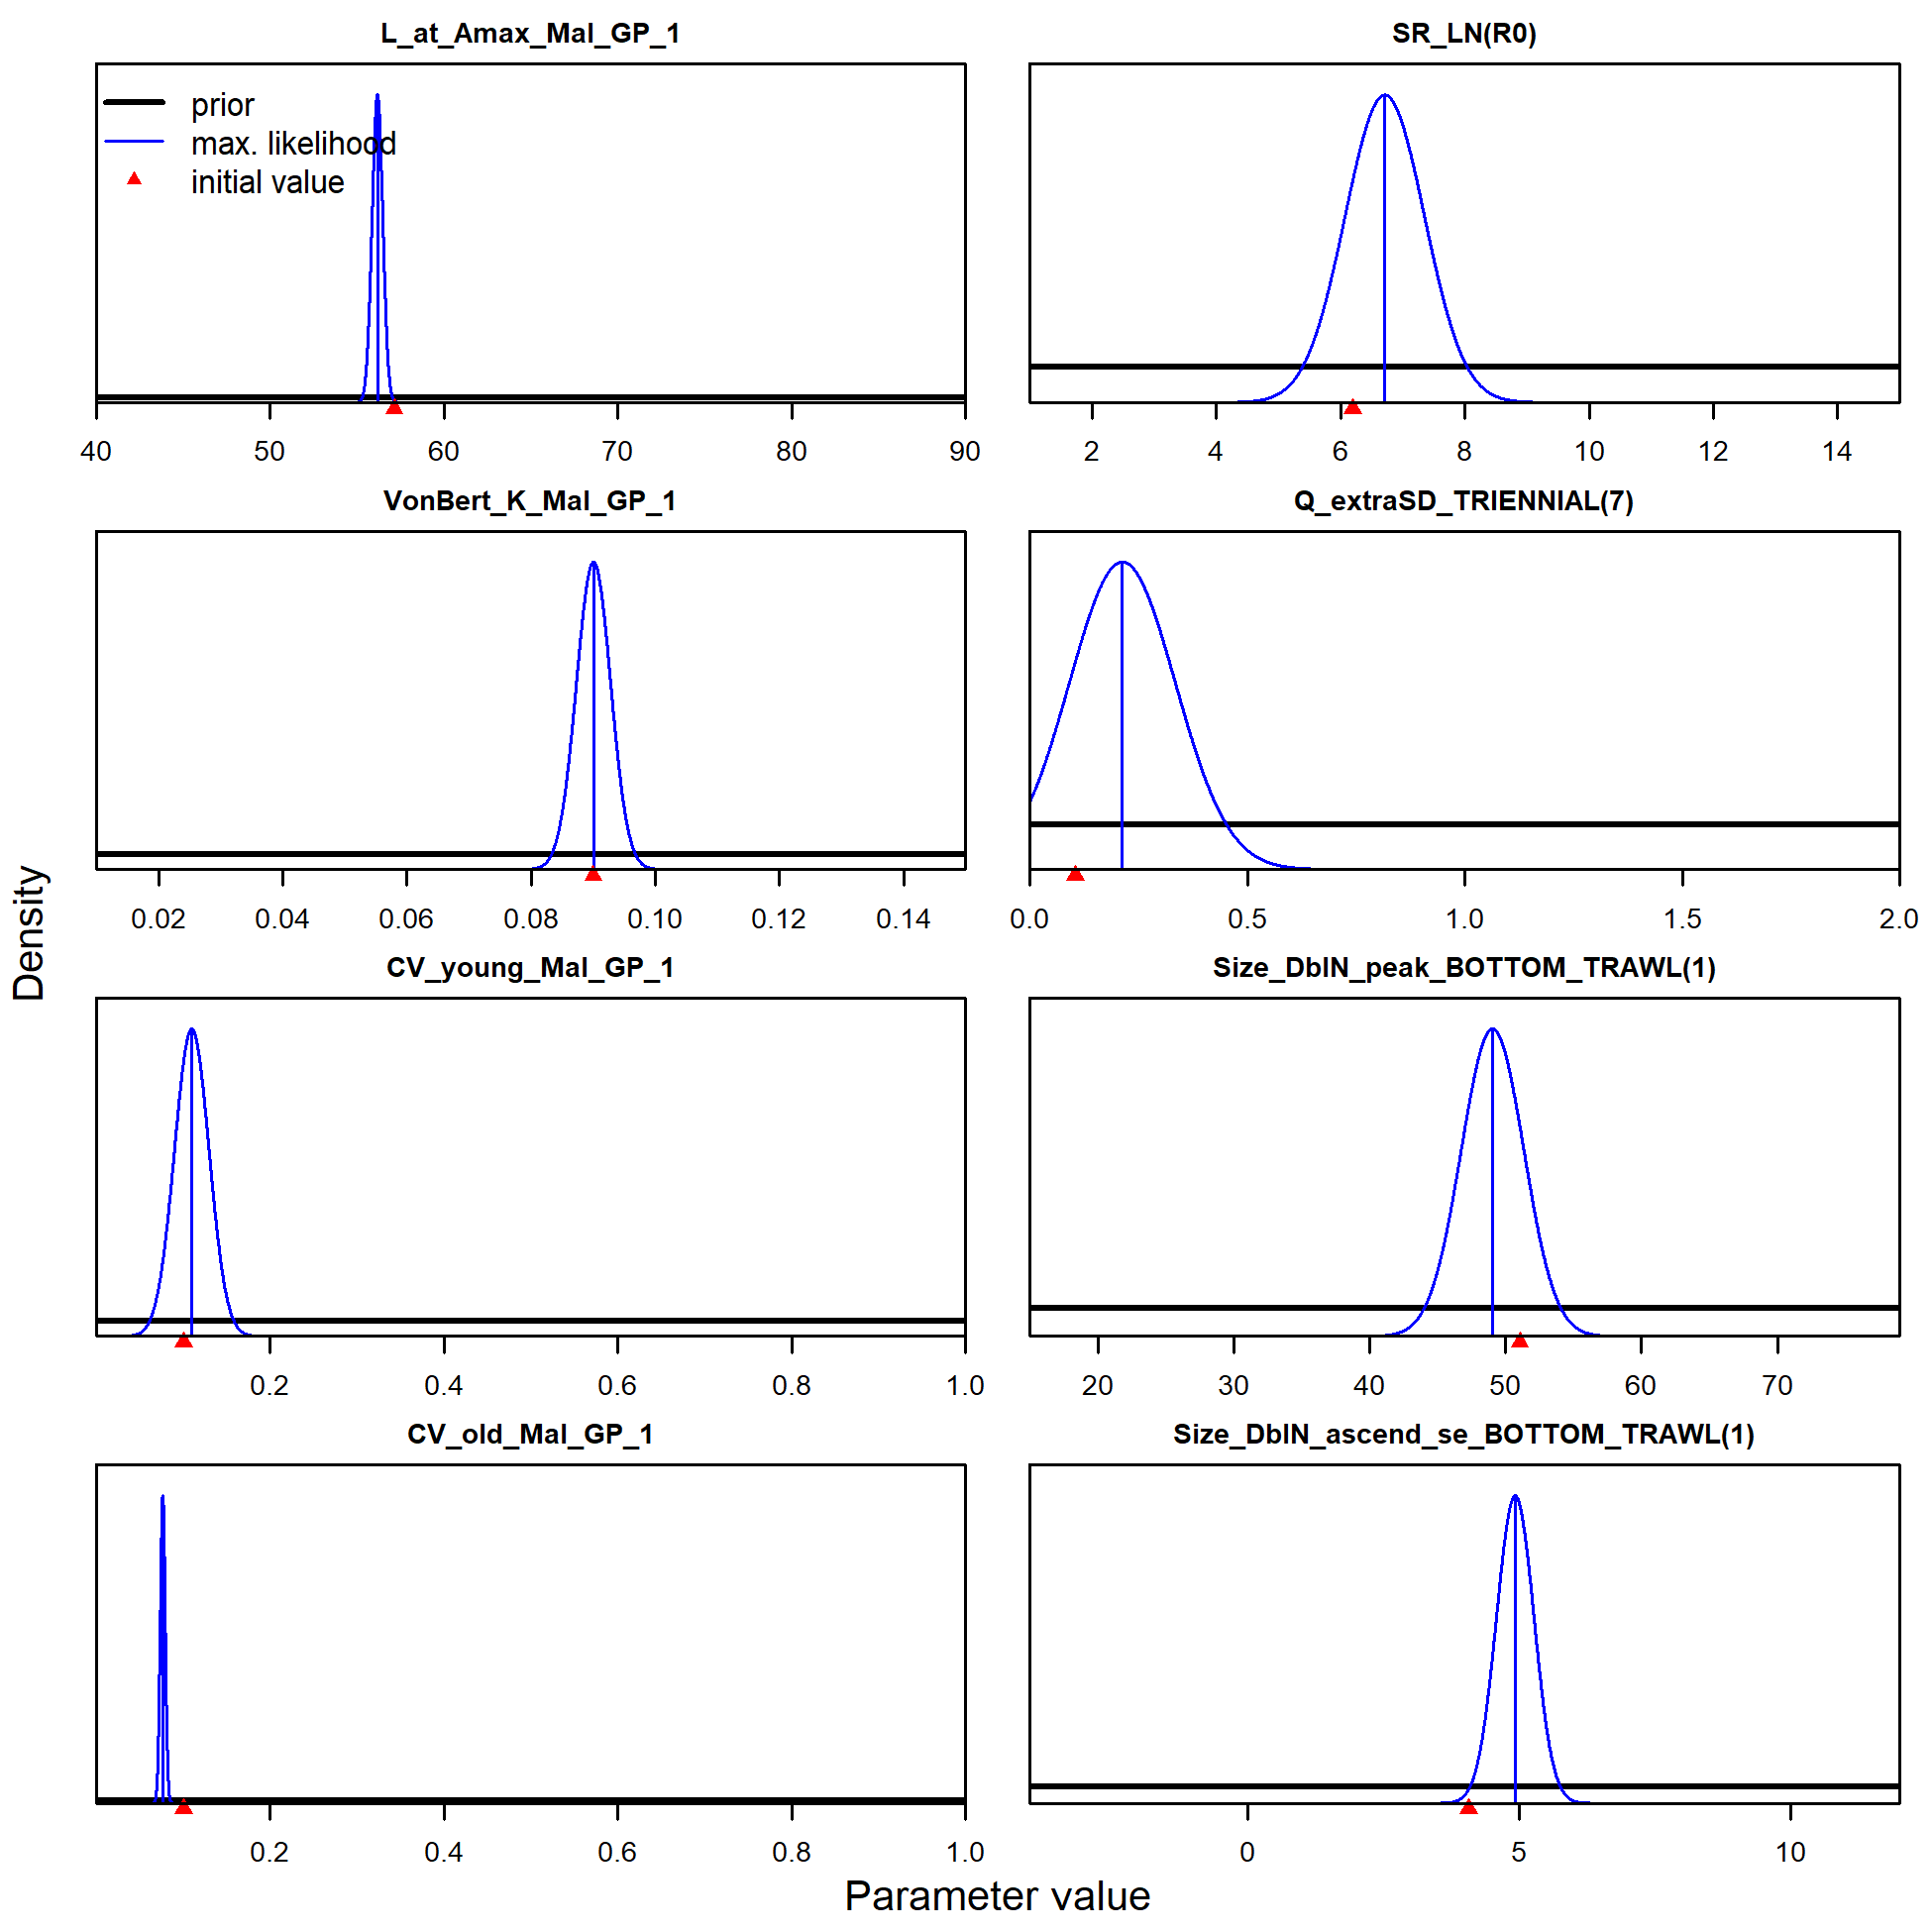 L_at_Amax_Mal_GP_1
prior
max. likelihood
initial value
40 50 60 70 80 90
SR_LN(R0)
2 4 6 8 10 12 14
VonBert_K_Mal_GP_1
0.02 0.04 0.06 0.08 0.10 0.12 0.14
Q_extraSD_TRIENNIAL(7)
0.0 0.5 1.0 1.5 2.0
CV_young_Mal_GP_1
0.2 0.4 0.6 0.8 1.0
Size_DblN_peak_BOTTOM_TRAWL(1)
20 30 40 50 60 70
CV_old_Mal_GP_1
0.2 0.4 0.6 0.8 1.0
Size_DblN_ascend_se_BOTTOM_TRAWL(1)
0 5 10
Density
Parameter value